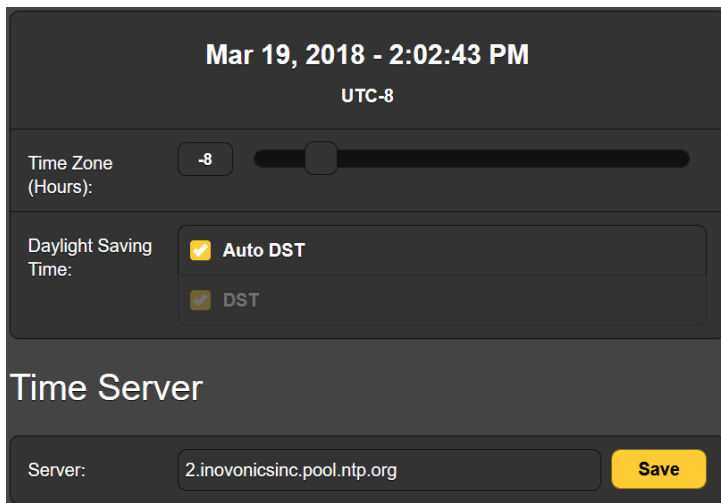 Mar 19, 2018 - 2:02:43 PM
UTC-8
Time Zone
(Hours):
-8
Daylight Saving
Time:
Auto DST
DST
Time Server
Server:
2.inovonicsinc.pool.ntp.org
Save